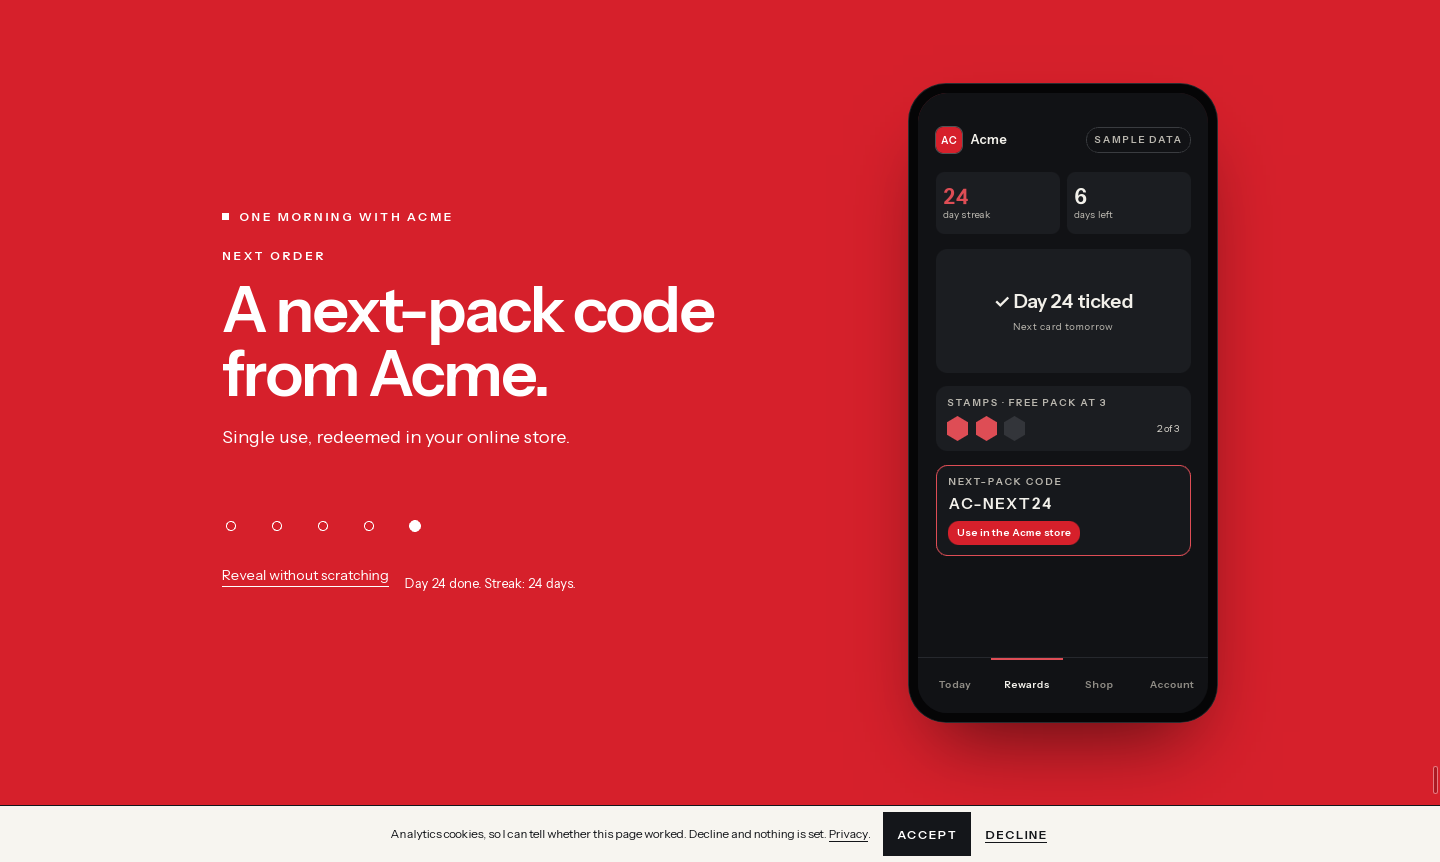 ONE MORNING WITH ACME
NEXT ORDER
A next-pack code
from Acme.
Single use, redeemed in your online store.
Reveal without scratching
Day 24 done. Streak: 24 days.
AC
Acme
SAMPLE DATA
24
day streak
6
days left
✓ Day 24 ticked
Next card tomorrow
STAMPS · FREE PACK AT 3
2 of 3
NEXT-PACK CODE
AC-NEXT24
Use in the Acme store
Today Rewards Shop Account
Analytics cookies, so I can tell whether this page worked. Decline and nothing is set. Privacy.
ACCEPT
DECLINE